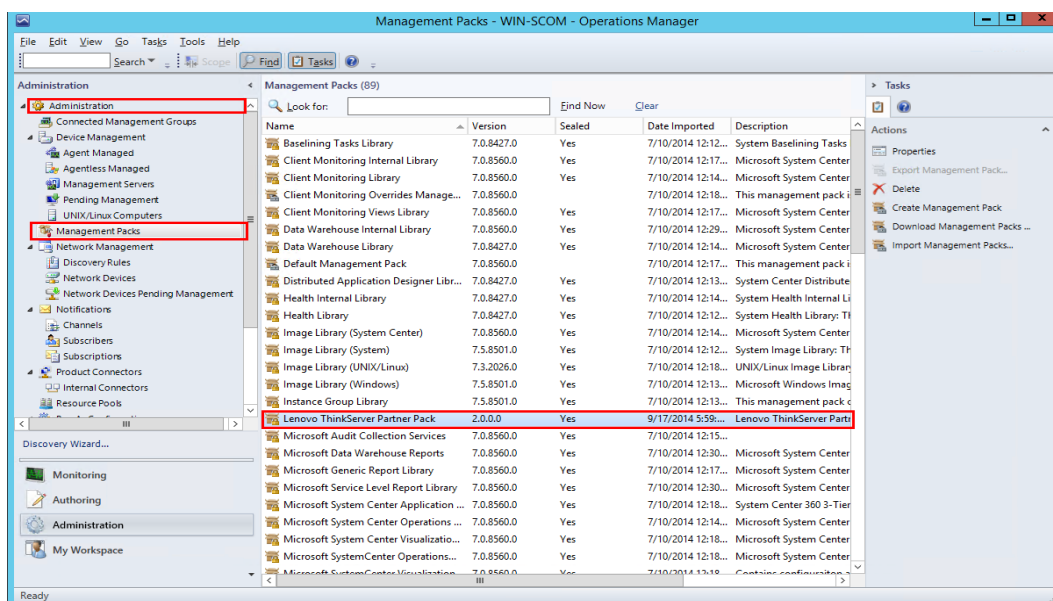 Management Packs - WIN-SCOM - Operations Manager
File Edit View Go Tasks Tools Help
Search Scope Find Tasks
Administration
Administration
Connected Management Groups
Device Management
Agent Managed
Agentless Managed
Management Servers
Pending Management
UNIX/Linux Computers
Management Packs
Network Management
Discovery Rules
Network Devices
Network Devices Pending Management
Notifications
Channels
Subscribers
Subscriptions
Product Connectors
Internal Connectors
Resource Pools
Discovery Wizard...
Monitoring
Authoring
Administration
My Workspace
Management Packs (89)
Look for: Find Now Clear
Name Version Sealed Date Imported Description
Baselining Tasks Library 7.0.8427.0 Yes 7/10/2014 12:12... System Baselining Tasks
Client Monitoring Internal Library 7.0.8560.0 Yes 7/10/2014 12:17... Microsoft System Center
Client Monitoring Library 7.0.8560.0 Yes 7/10/2014 12:14... Microsoft System Center
Client Monitoring Overrides Manage... 7.0.8560.0 7/10/2014 12:18... This management pack i
Client Monitoring Views Library 7.0.8560.0 Yes 7/10/2014 12:17... Microsoft System Center
Data Warehouse Internal Library 7.0.8560.0 Yes 7/10/2014 12:29... Microsoft System Center
Data Warehouse Library 7.0.8427.0 Yes 7/10/2014 12:14... Microsoft System Center
Default Management Pack 7.0.8560.0 7/10/2014 12:17... This management pack i
Distributed Application Designer Libr... 7.0.8427.0 Yes 7/10/2014 12:13... System Center Distribute
Health Internal Library 7.0.8427.0 Yes 7/10/2014 12:14... System Health Internal Li
Health Library 7.0.8427.0 Yes 7/10/2014 12:12... System Health Library: Th
Image Library (System Center) 7.0.8560.0 Yes 7/10/2014 12:14... Microsoft System Center
Image Library (System) 7.5.8501.0 Yes 7/10/2014 12:12... System Image Library: Th
Image Library (UNIX/Linux) 7.3.2026.0 Yes 7/10/2014 12:18... UNIX/Linux Image Library
Image Library (Windows) 7.5.8501.0 Yes 7/10/2014 12:13... Microsoft Windows Imag
Instance Group Library 7.5.8501.0 Yes 7/10/2014 12:13... This management pack c
Lenovo ThinkServer Partner Pack 2.0.0.0 Yes 9/17/2014 5:59:... Lenovo ThinkServer Partn
Microsoft Audit Collection Services 7.0.8560.0 Yes 7/10/2014 12:15...
Microsoft Data Warehouse Reports 7.0.8560.0 Yes 7/10/2014 12:30... Microsoft System Center
Microsoft Generic Report Library 7.0.8560.0 Yes 7/10/2014 12:17... Microsoft System Center
Microsoft Service Level Report Library 7.0.8560.0 Yes 7/10/2014 12:30... Microsoft System Center
Microsoft System Center Application ... 7.0.8560.0 Yes 7/10/2014 12:18... System Center 360 3-Tier
Microsoft System Center Operations ... 7.0.8560.0 Yes 7/10/2014 12:14... Microsoft System Center
Microsoft System Center Visualizatio... 7.0.8560.0 Yes 7/10/2014 12:18... Microsoft System Center
Microsoft SystemCenter Operations... 7.0.8560.0 Yes 7/10/2014 12:18... Microsoft System Center
Microsoft SystemCenter Visualization 7.0.8560.0 Yes 7/10/2014 12:18
Tasks
Actions
Properties
Export Management Pack...
Delete
Create Management Pack
Download Management Packs ...
Import Management Packs...
Ready